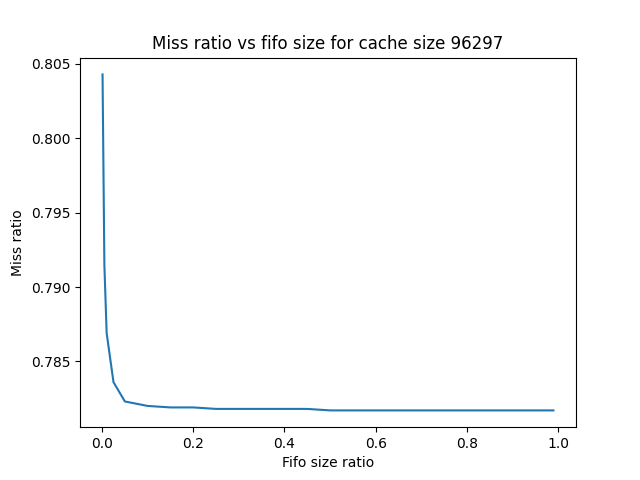 Miss ratio vs fifo size for cache size 96297
0.805
0.800
0.795
0.790
0.785
Miss ratio
0.0 0.2 0.4 0.6 0.8 1.0
Fifo size ratio